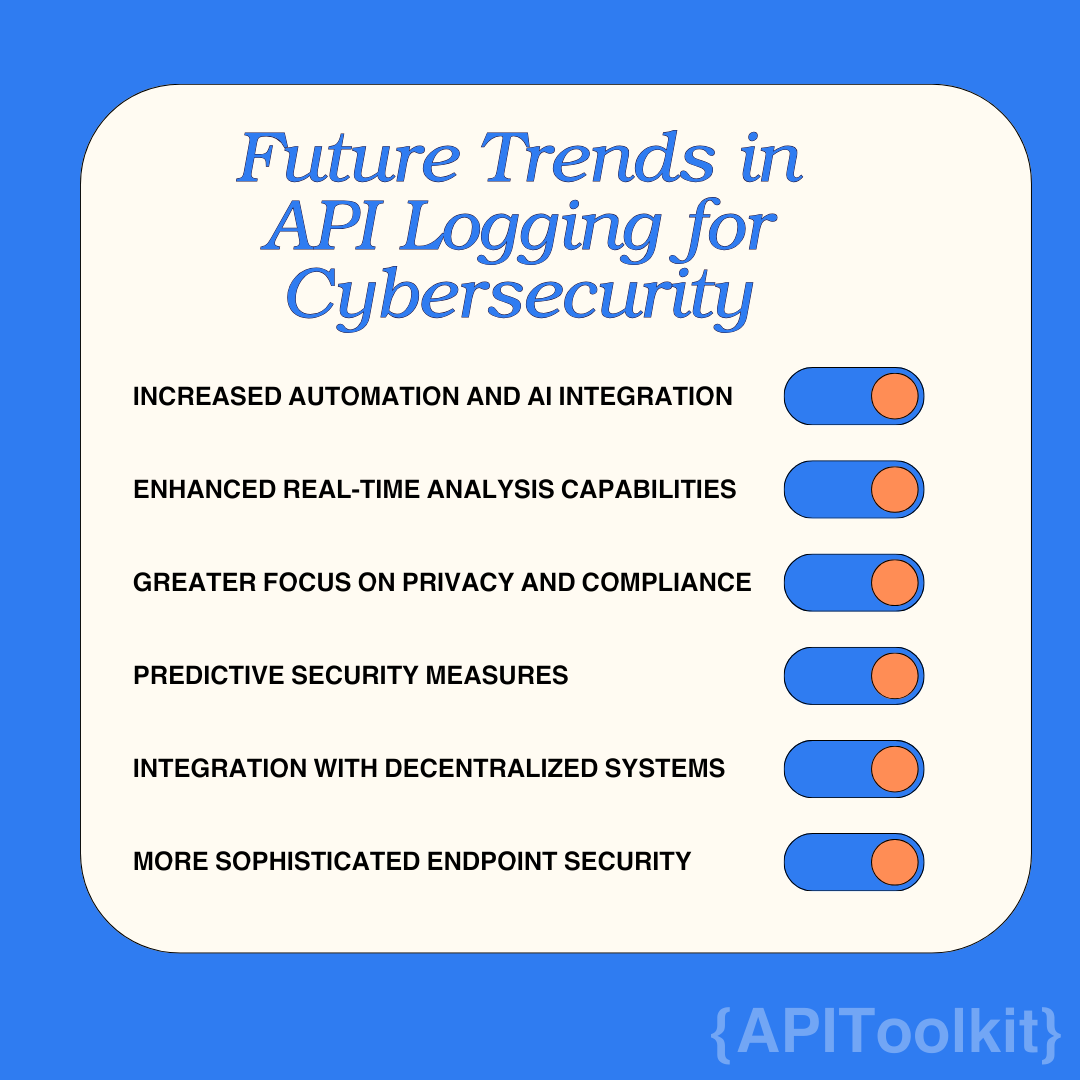 Future Trends in
API Logging for
Cybersecurity
INCREASED AUTOMATION AND AI INTEGRATION
ENHANCED REAL-TIME ANALYSIS CAPABILITIES
GREATER FOCUS ON PRIVACY AND COMPLIANCE
PREDICTIVE SECURITY MEASURES
INTEGRATION WITH DECENTRALIZED SYSTEMS
MORE SOPHISTICATED ENDPOINT SECURITY
{APIToolkit}